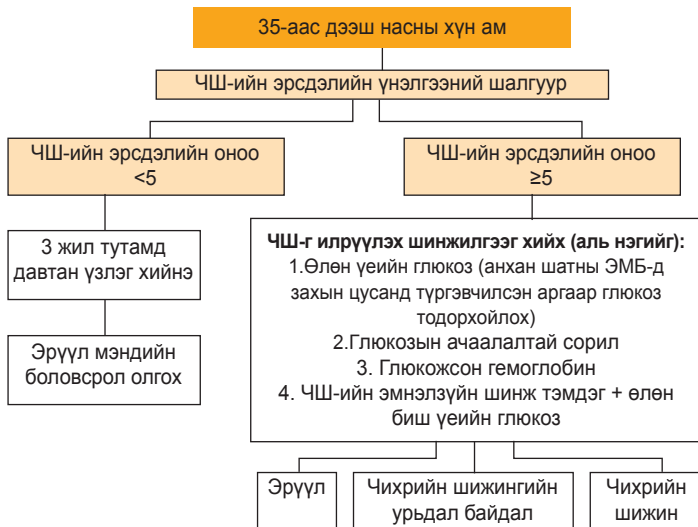 35-аас дээш насны хүн ам
ЧШ-ийн эрсдэлийн үнэлгээний шалгуур
ЧШ-ийн эрсдэлийн оноо
<5
ЧШ-ийн эрсдэлийн оноо
≥5
3 жил тутамд
давтан үзлэг хийнэ
Эрүүл мэндийн
боловсрол олгох
ЧШ-г илрүүлэх шинжилгээг хийх (аль нэгийг):
1.Өлөн үеийн глюкоз (анхан шатны ЭМБ-д
захын цусанд түргэвчилсэн аргаар глюкоз
тодорхойлох)
2.Глюкозын ачаалалтай сорил
3. Глюкожсон гемоглобин
4. ЧШ-ийн эмнэлзүйн шинж тэмдэг + өлөн
биш үеийн глюкоз
Эрүүл
Чихрийн шижингийн
урьдал байдал
Чихрийн
шижин